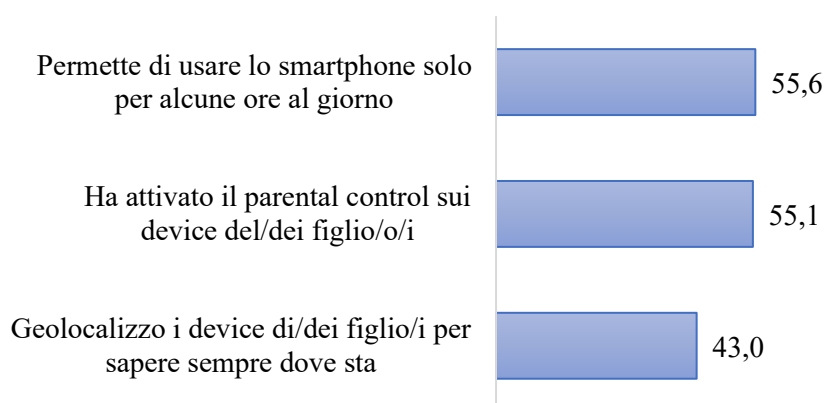 Permette di usare lo smartphone solo
per alcune ore al giorno
55,6
Ha attivato il parental control sui
device del/dei figlio/o/i
55,1
Geolocalizzo i device di/dei figlio/i per
sapere sempre dove sta
43,0